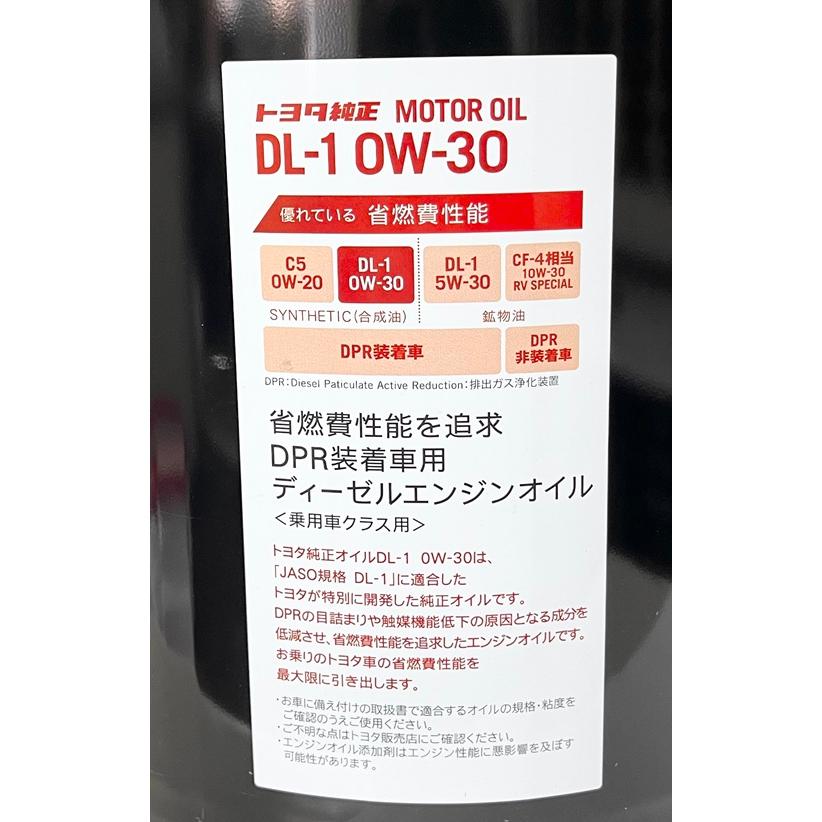 トヨタ純正 MOTOR OIL
DL-1 0W-30
優れている 省燃費性能
C5 0W-20
DL-1 0W-30
DL-1 5W-30
CF-4相当 10W-30 RV SPECIAL
SYNTHETIC(合成油) 鉱物油
DPR装着車
DPR 非装着車
DPR:Diesel Paticulate Active Reduction:排出ガス浄化装置
省燃費性能を追求
DPR装着車用
ディーゼルエンジンオイル
<乗用車クラス用>
トヨタ純正オイルDL-1 0W-30は、
「JASO規格 DL-1」に適合した
トヨタが特別に開発した純正オイルです。
DPRの目詰まりや触媒機能低下の原因となる成分を
低減させ、省燃費性能を追求したエンジンオイルです。
お乗りのトヨタ車の省燃費性能を
最大限に引き出します。
・お車に備え付けの取扱書で適合するオイルの規格・粘度を
ご確認のうえご使用ください。
・ご不明な点はトヨタ販売店にご確認ください。
・エンジンオイル添加剤はエンジン性能に悪影響を及ぼす
可能性があります。